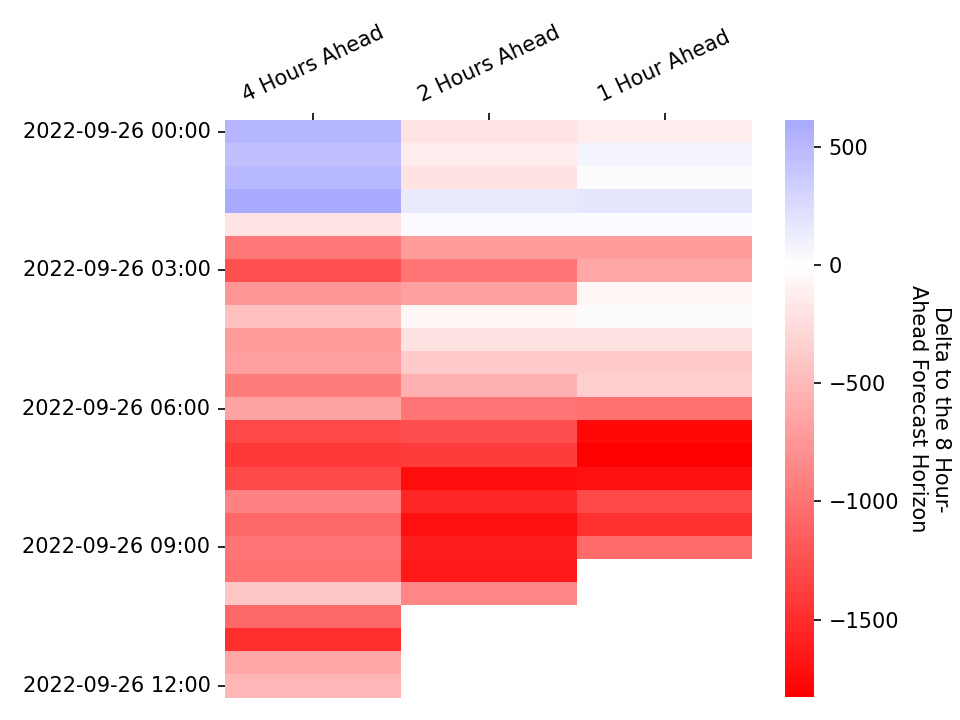 4 Hours Ahead
2 Hours Ahead
1 Hour Ahead
2022-09-26 00:00
2022-09-26 03:00
2022-09-26 06:00
2022-09-26 09:00
2022-09-26 12:00
500
0
−500
−1000
−1500
Delta to the 8 Hour-
Ahead Forecast Horizon